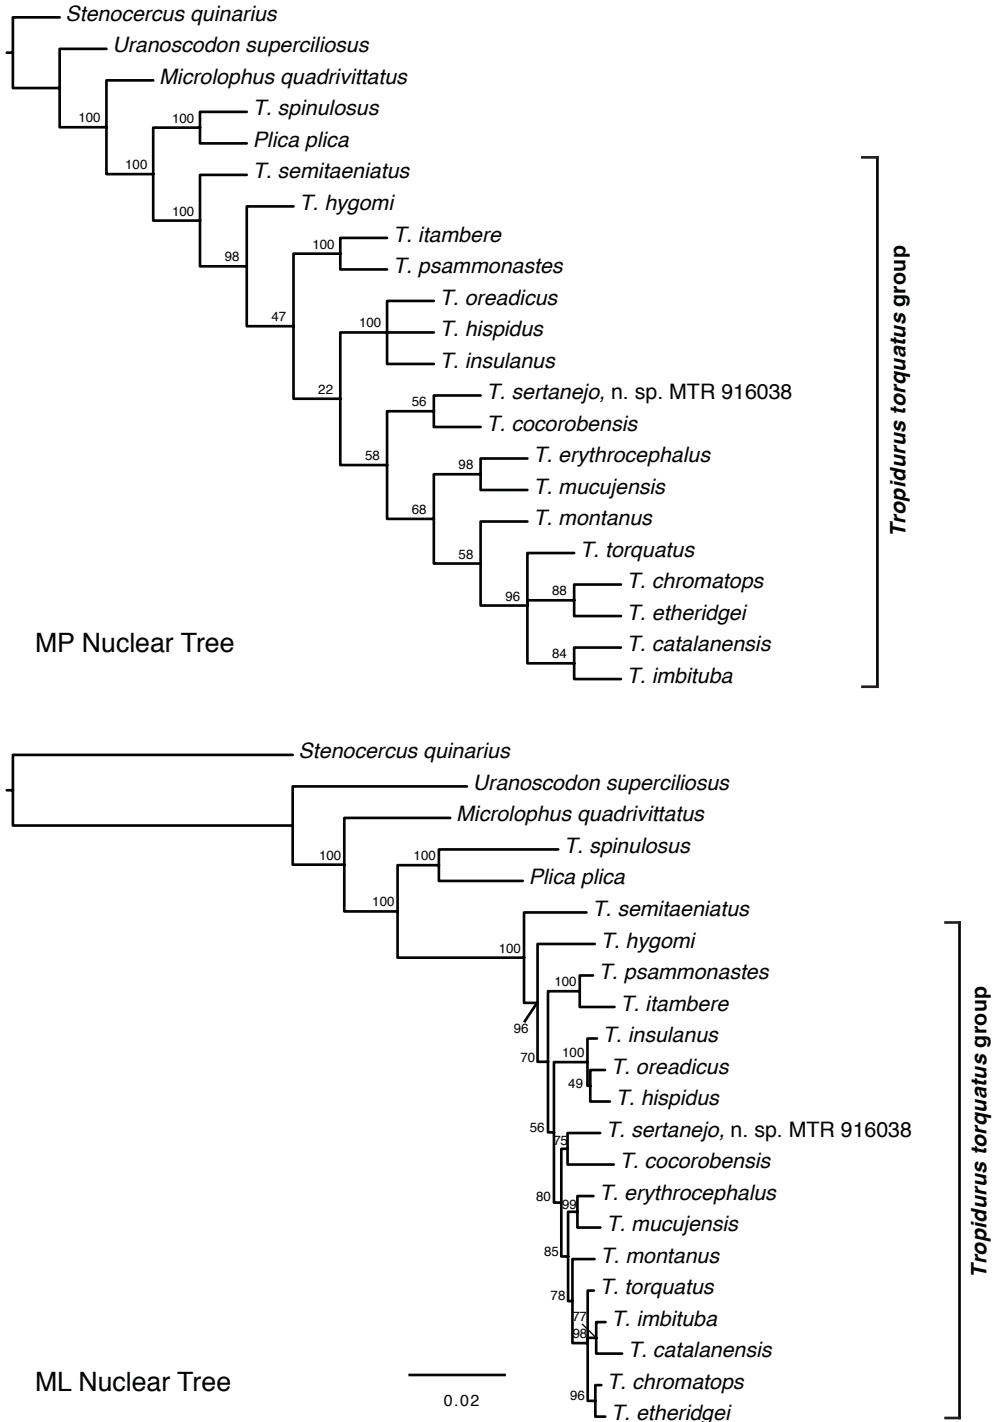 Stenocercus quinarius
Uranoscodon superciliosus
Microlophus quadrivittatus
100
100
T. spinulosus
Plica plica
100
T. semitaeniatus
100
T. hygomi
98
100
T. itambere
T. psammonastes
47
T. oreadicus
100
T. hispidus
T. insulanus
22
T. sertanejo, n. sp. MTR 916038
56
T. cocorobensis
58
T. erythrocephalus
98
T. mucujensis
68
T. montanus
58
T. torquatus
96
88
T. chromatops
T. etheridgei
T. catalanensis
84
T. imbituba
MP Nuclear Tree
Tropidurus torquatus group
Stenocercus quinarius
Uranoscodon superciliosus
Microlophus quadrivittatus
100
100
T. spinulosus
Plica plica
100
T. semitaeniatus
100
T. hygomi
96
100
T. psammonastes
T. itambere
70
T. insulanus
100
T. oreadicus
49
T. hispidus
56
T. sertanejo, n. sp. MTR 916038
75
T. cocorobensis
80
T. erythrocephalus
99
T. mucujensis
85
T. montanus
78
T. torquatus
77
T. imbituba
98
T. catalanensis
96
T. chromatops
T. etheridgei
ML Nuclear Tree
0.02
Tropidurus torquatus group